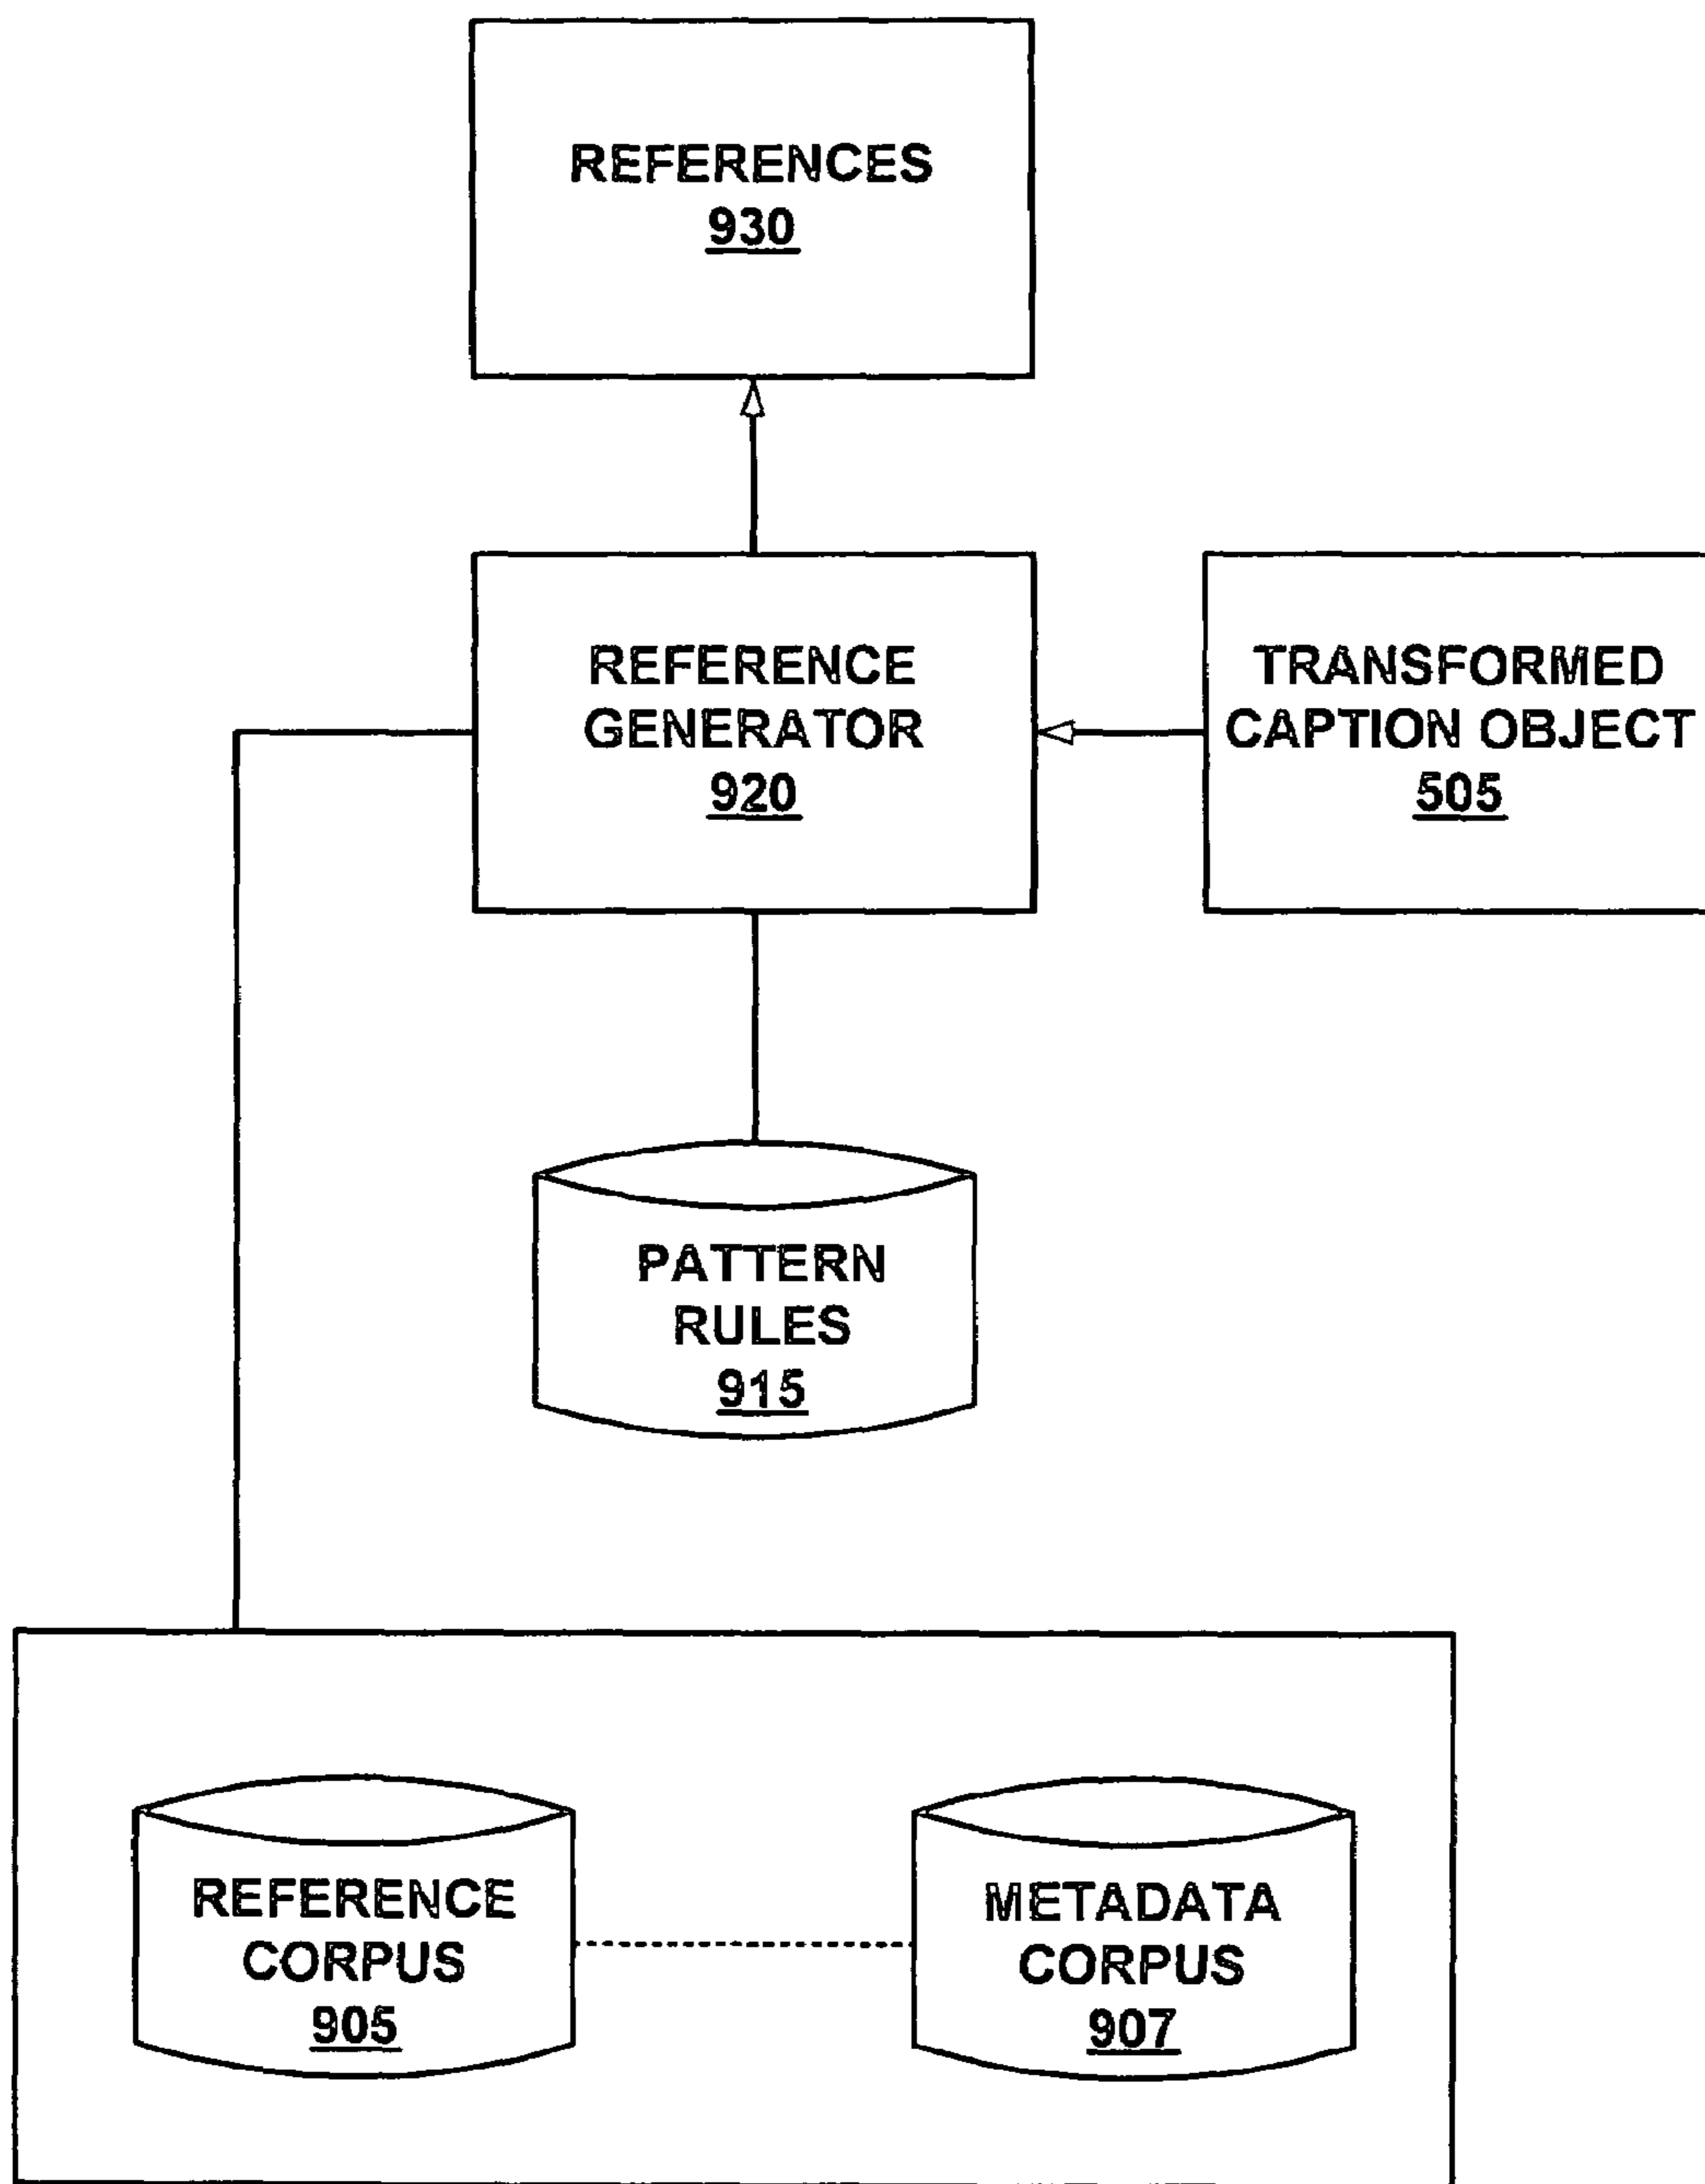 REFERENCES
930
REFERENCE
GENERATOR
920
TRANSFORMED
CAPTION OBJECT
505
PATTERN
RULES
915
REFERENCE
CORPUS
905
METADATA
CORPUS
907